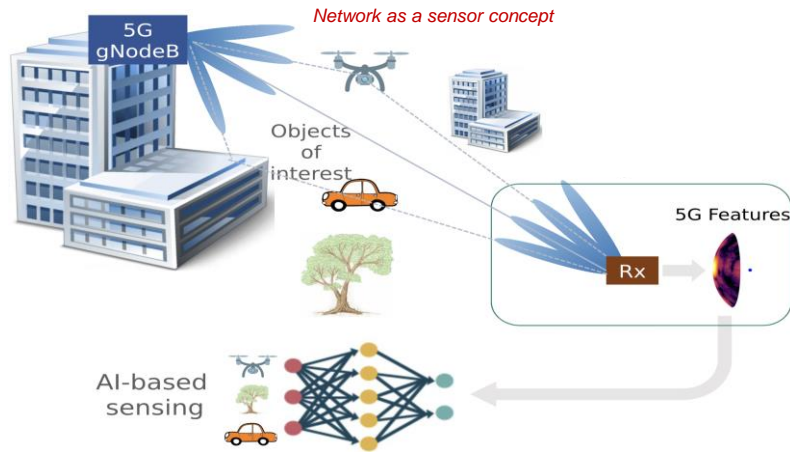 Network as a sensor concept
5G
gNodeB
Objects
of
interest
5G Features
Rx
AI-based
sensing